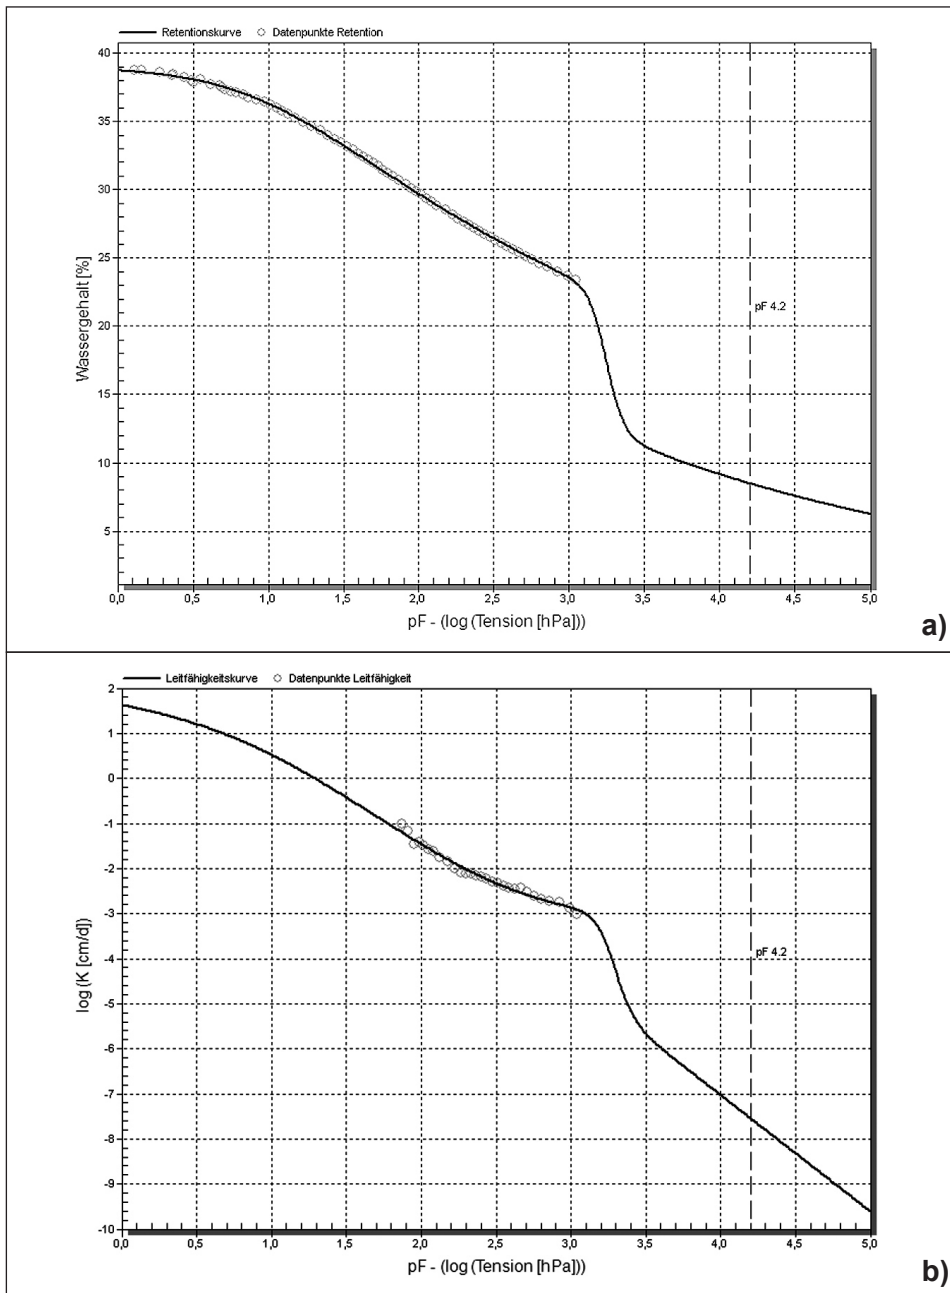 Retentionskurve Datenpunkte Retention
40
35
30
25
20
15
10
5
Wassergehalt [%]
pF 4.2
0,0 0,5 1,0 1,5 2,0 2,5 3,0 3,5 4,0 4,5 5,0
pF - (log (Tension [hPa]))
a)
Leitfähigkeitskurve Datenpunkte Leitfähigkeit
2
1
0
-1
-2
-3
-4
-5
-6
-7
-8
-9
-10
log (K [cm/d])
pF 4.2
0,0 0,5 1,0 1,5 2,0 2,5 3,0 3,5 4,0 4,5 5,0
pF - (log (Tension [hPa]))
b)